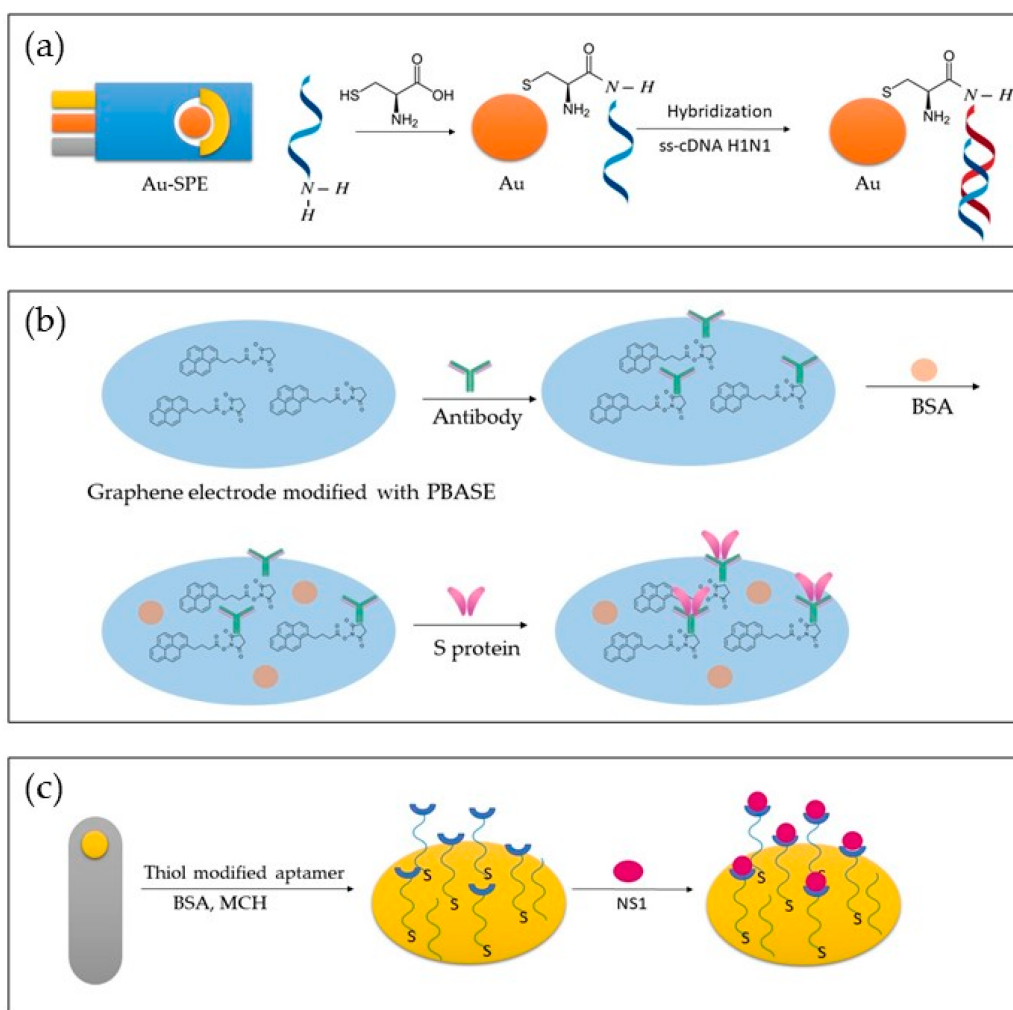 (a)
Au-SPE
N – H
H
HS
O
OH
NH₂
S
O
N – H
NH₂
Au
Hybridization
ss-cDNA H1N1
S
O
N – H
NH₂
Au
(b)
Antibody
BSA
Graphene electrode modified with PBASE
S protein
(c)
Thiol modified aptamer
BSA, MCH
S
S
S
S
S
NS1
S
S
S
S
S